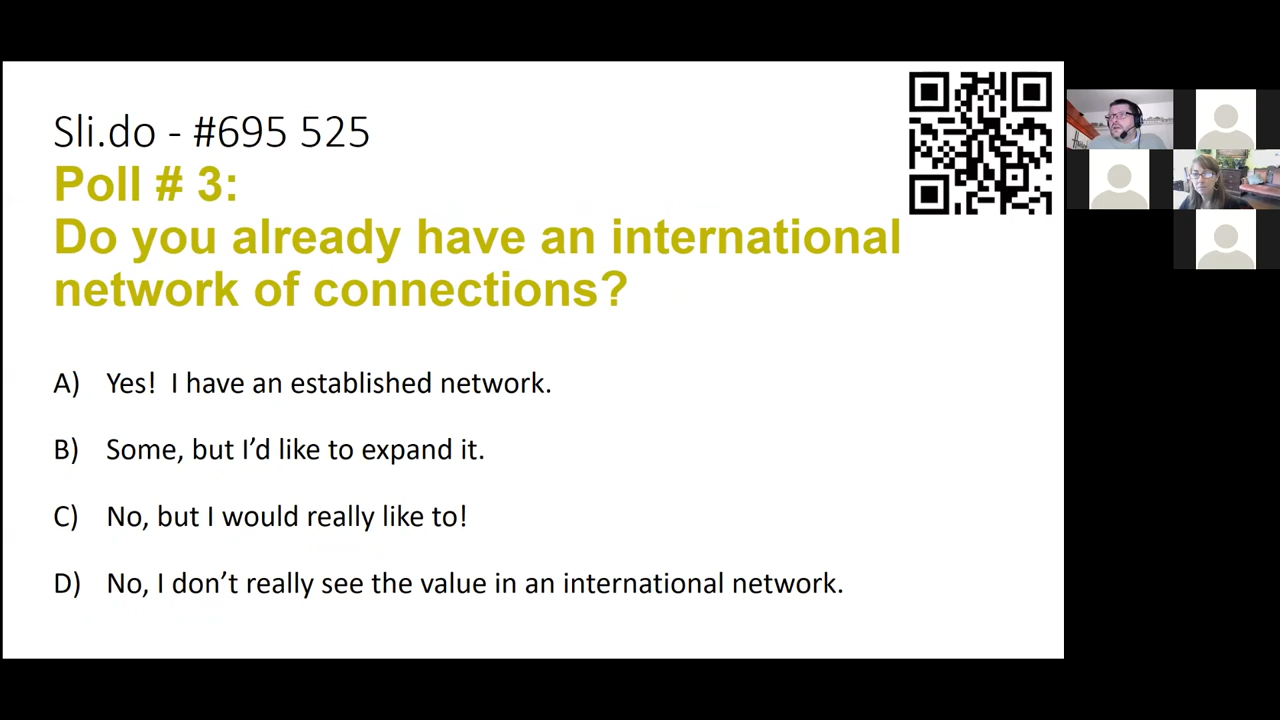 Sli.do - #695 525
Poll # 3:
Do you already have an international
network of connections?
A) Yes! I have an established network.
B) Some, but I’d like to expand it.
C) No, but I would really like to!
D) No, I don’t really see the value in an international network.